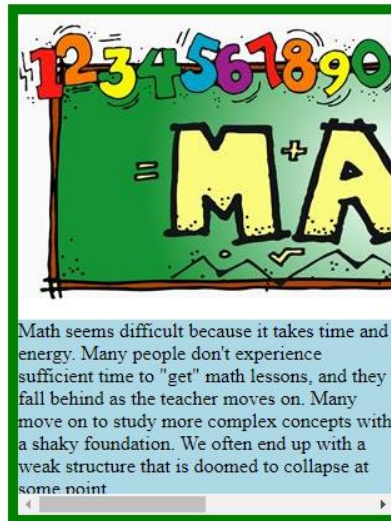 1234567890
= M + A
Math seems difficult because it takes time and
energy. Many people don't experience
sufficient time to "get" math lessons, and they
fall behind as the teacher moves on. Many
move on to study more complex concepts with
a shaky foundation. We often end up with a
weak structure that is doomed to collapse at
some point